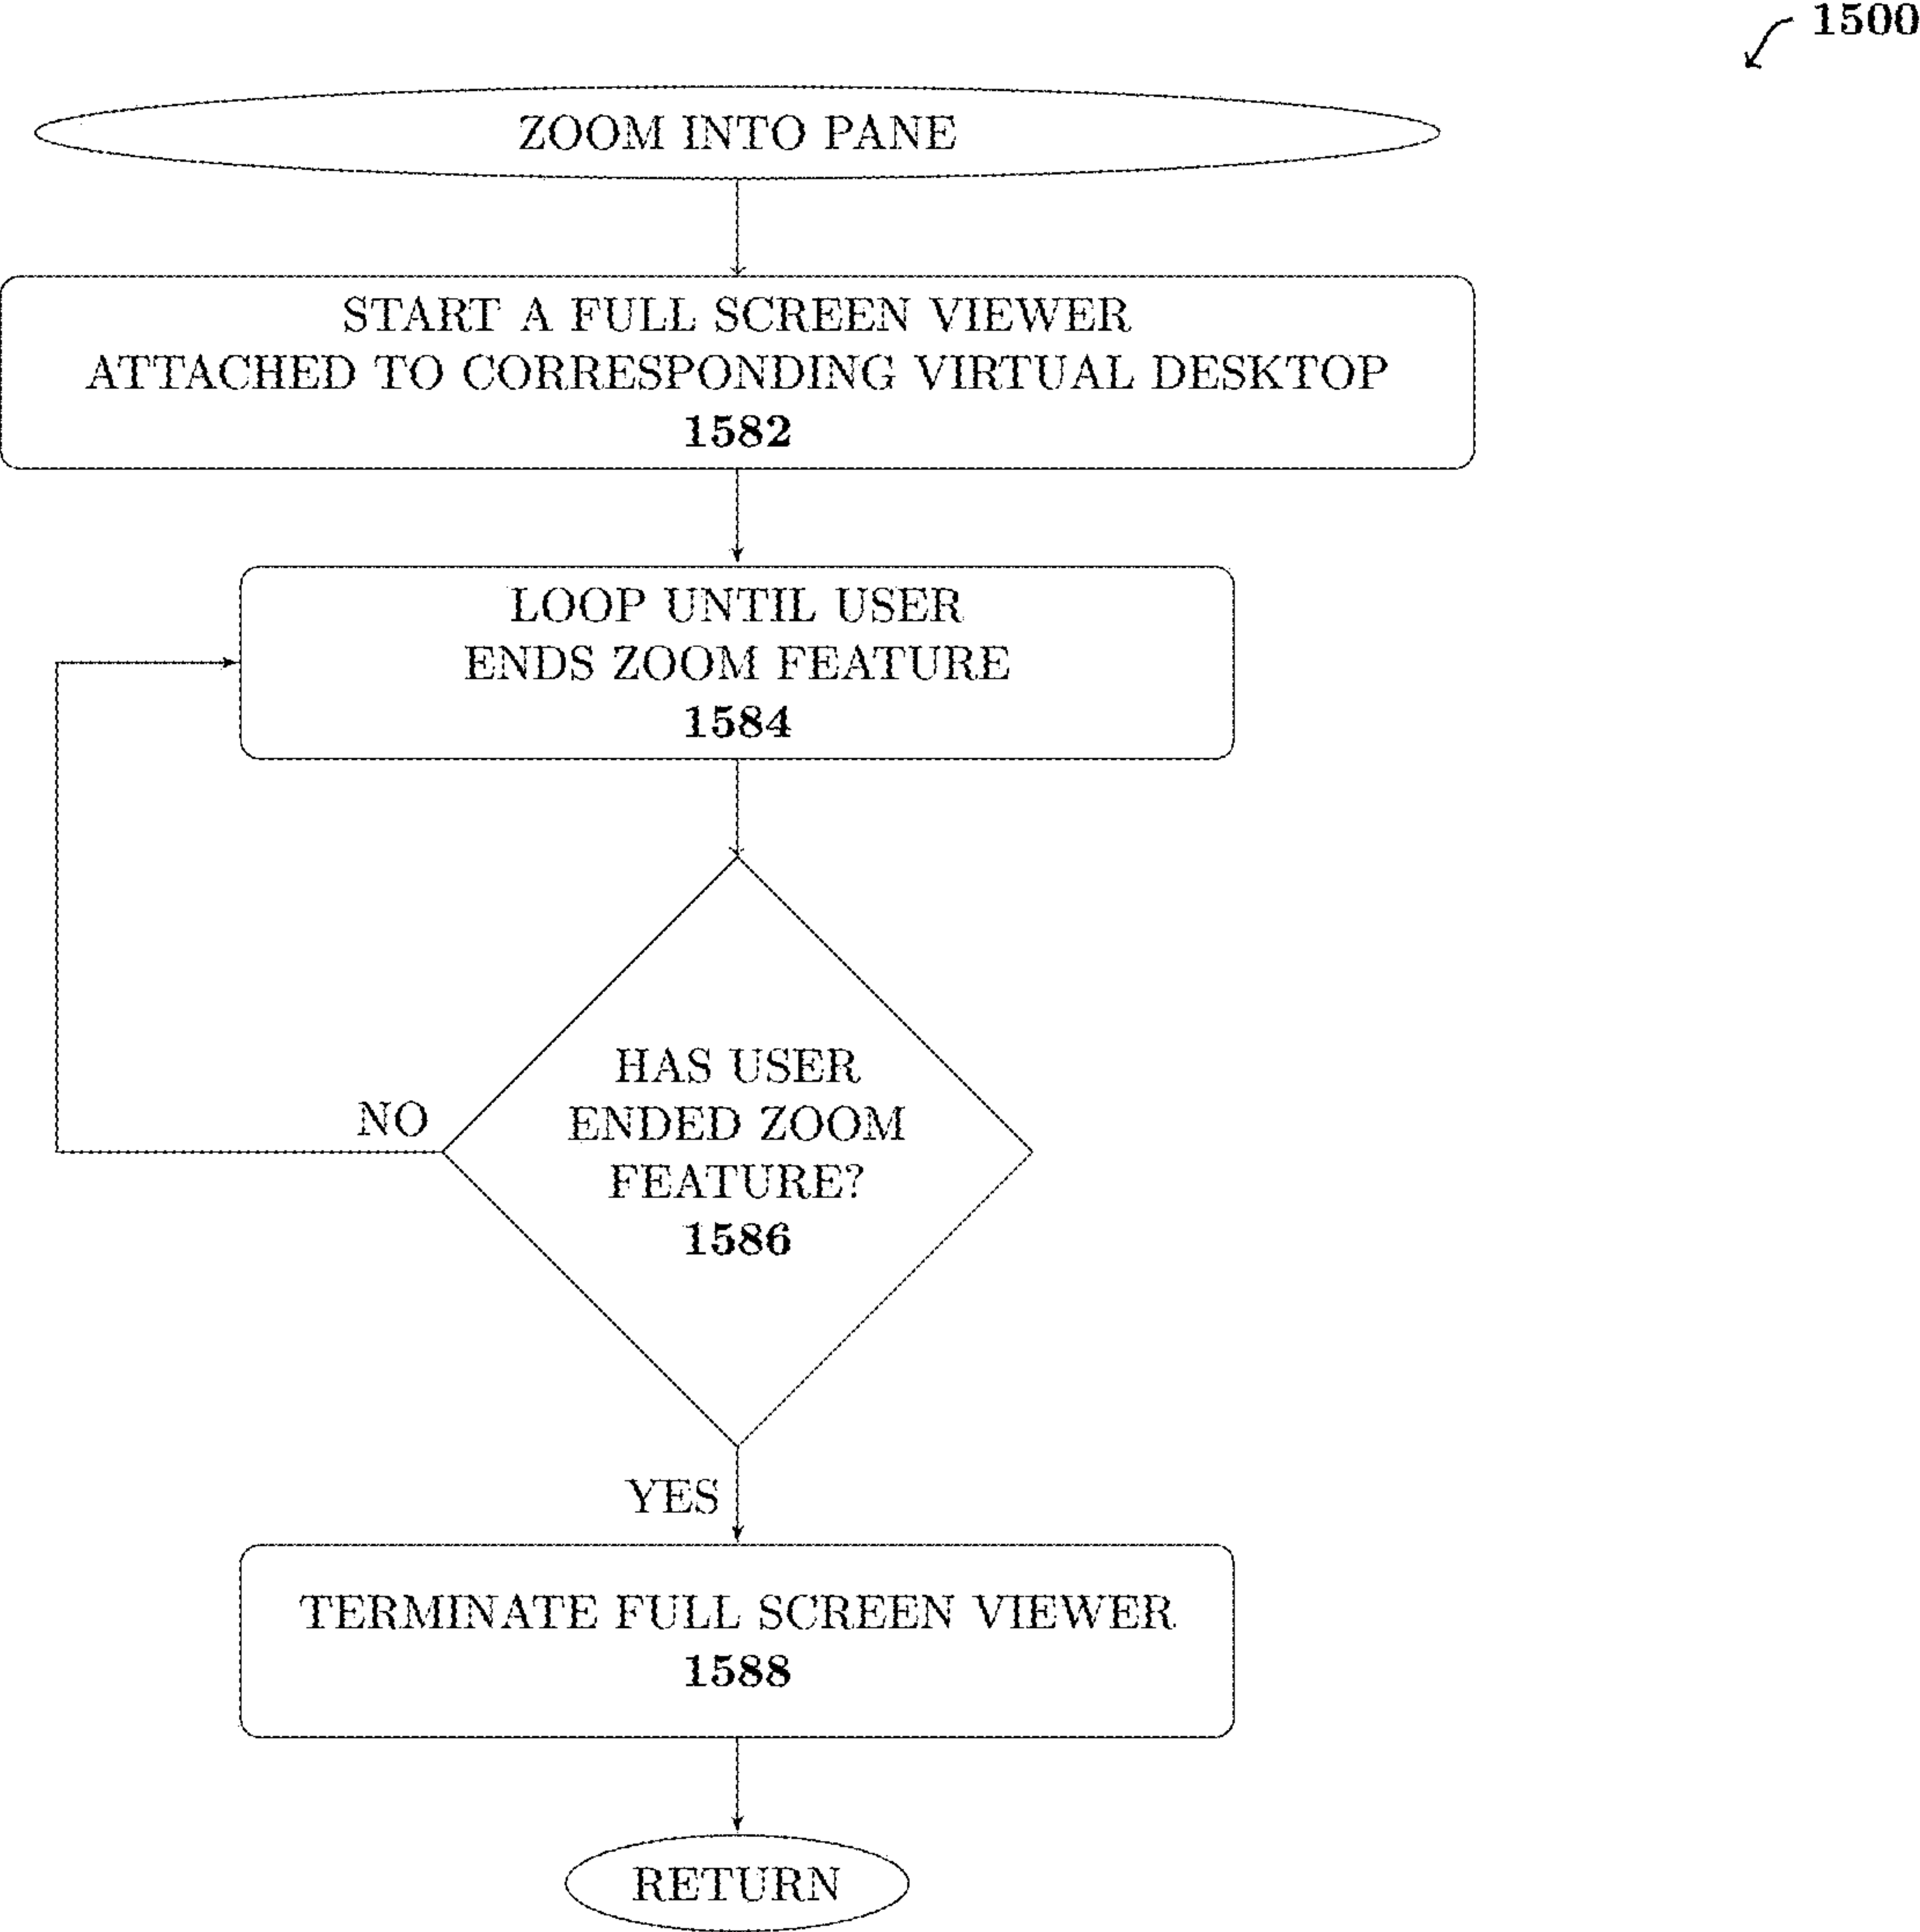 1500
ZOOM INTO PANE
START A FULL SCREEN VIEWER
ATTACHED TO CORRESPONDING VIRTUAL DESKTOP
1582
LOOP UNTIL USER
ENDS ZOOM FEATURE
1584
HAS USER
ENDED ZOOM
FEATURE?
1586
NO
YES
TERMINATE FULL SCREEN VIEWER
1588
RETURN